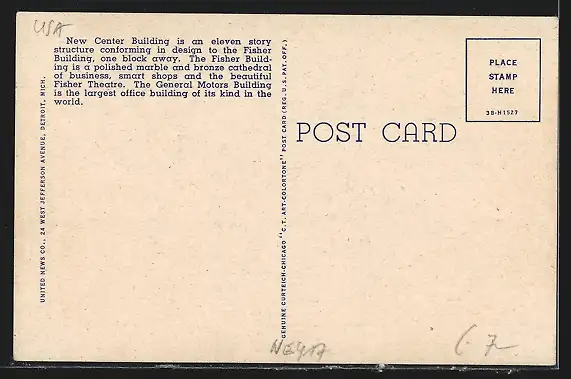 USA
New Center Building is an eleven story
structure conforming in design to the Fisher
Building, one block away. The Fisher Build-
ing is a polished marble and bronze cathedral
of business, smart shops and the beautiful
Fisher Theatre. The General Motors Building
is the largest office building of its kind in the
world.
UNITED NEWS CO., 24 WEST JEFFERSON AVENUE, DETROIT, MICH.
GENUINE CURTEICH-CHICAGO "C.T. ART-COLORTONE" POST CARD (REG. U.S. PAT. OFF.)
POST CARD
PLACE
STAMP
HERE
3B-H1527